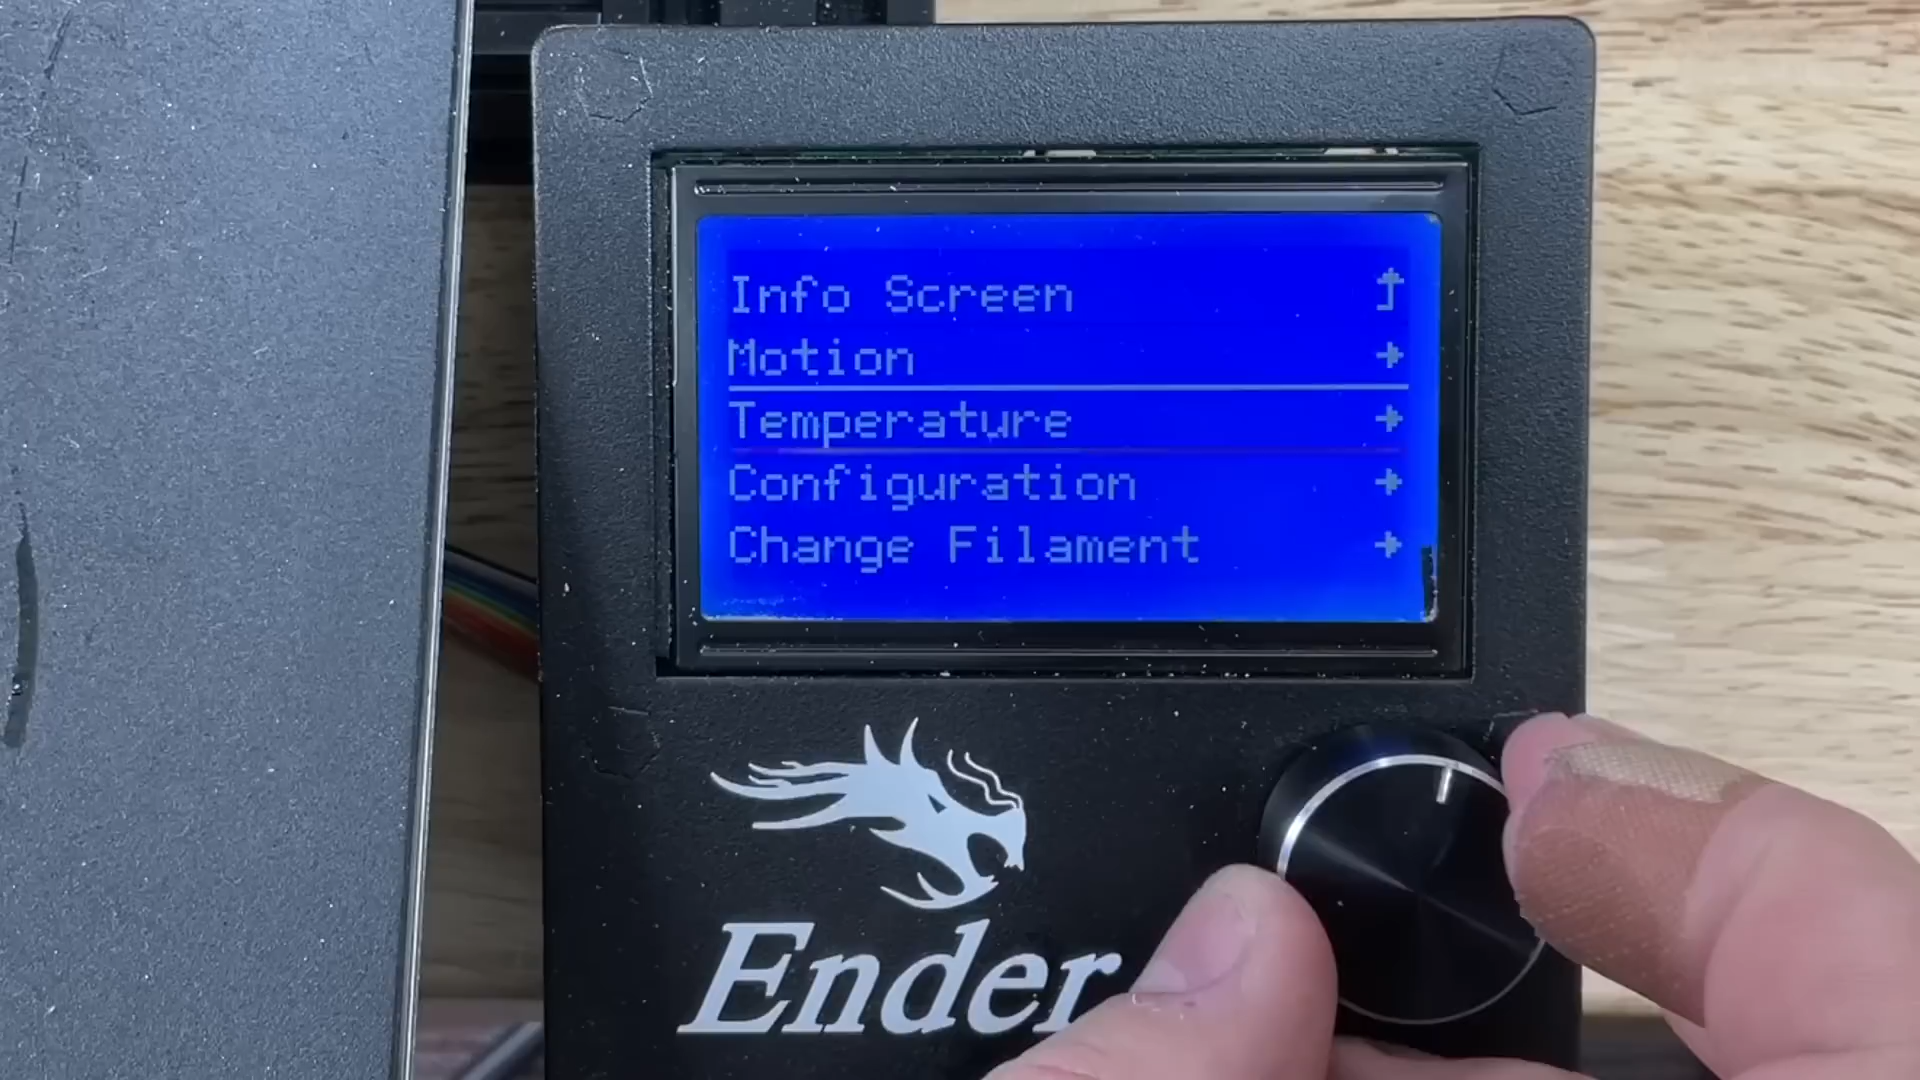 Info Screen
Motion
Temperature
Configuration
Change Filament
Ender